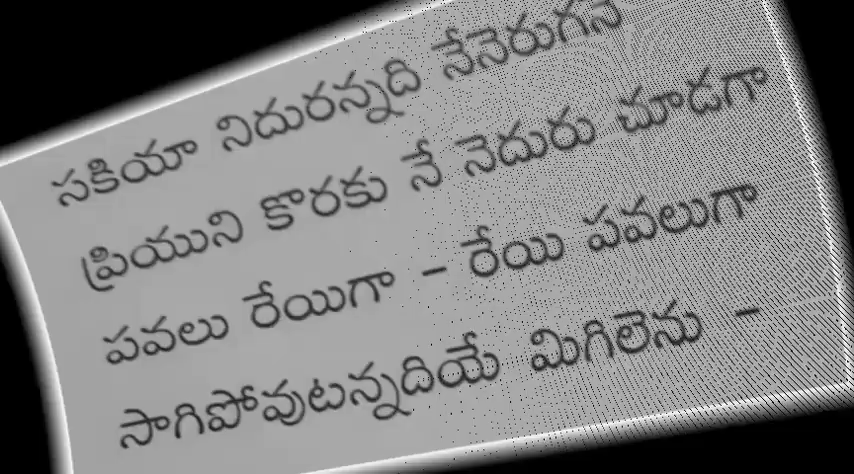 సకియా నిదురన్నది నేనెరుగనే
ప్రియుని కొరకు నే నెదురు చూడగా
పవలు రేయిగా – రేయి పవలుగా
సాగిపోవుటన్నదియే మిగిలెను –